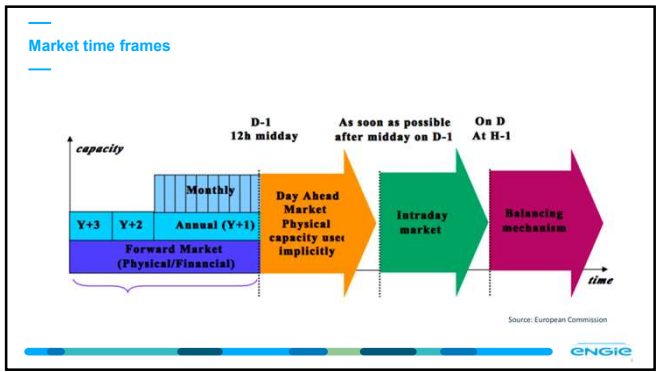 Market time frames
D-1
12h midday
As soon as possible
after midday on D-1
On D
At H-1
capacity
Monthly
Y+3
Y+2
Annual (Y+1)
Forward Market
(Physical/Financial)
Day Ahead
Market
Physical
capacity used
implicitly
Intraday
market
Balancing
mechanism
time
Source: European Commission
ENGIE